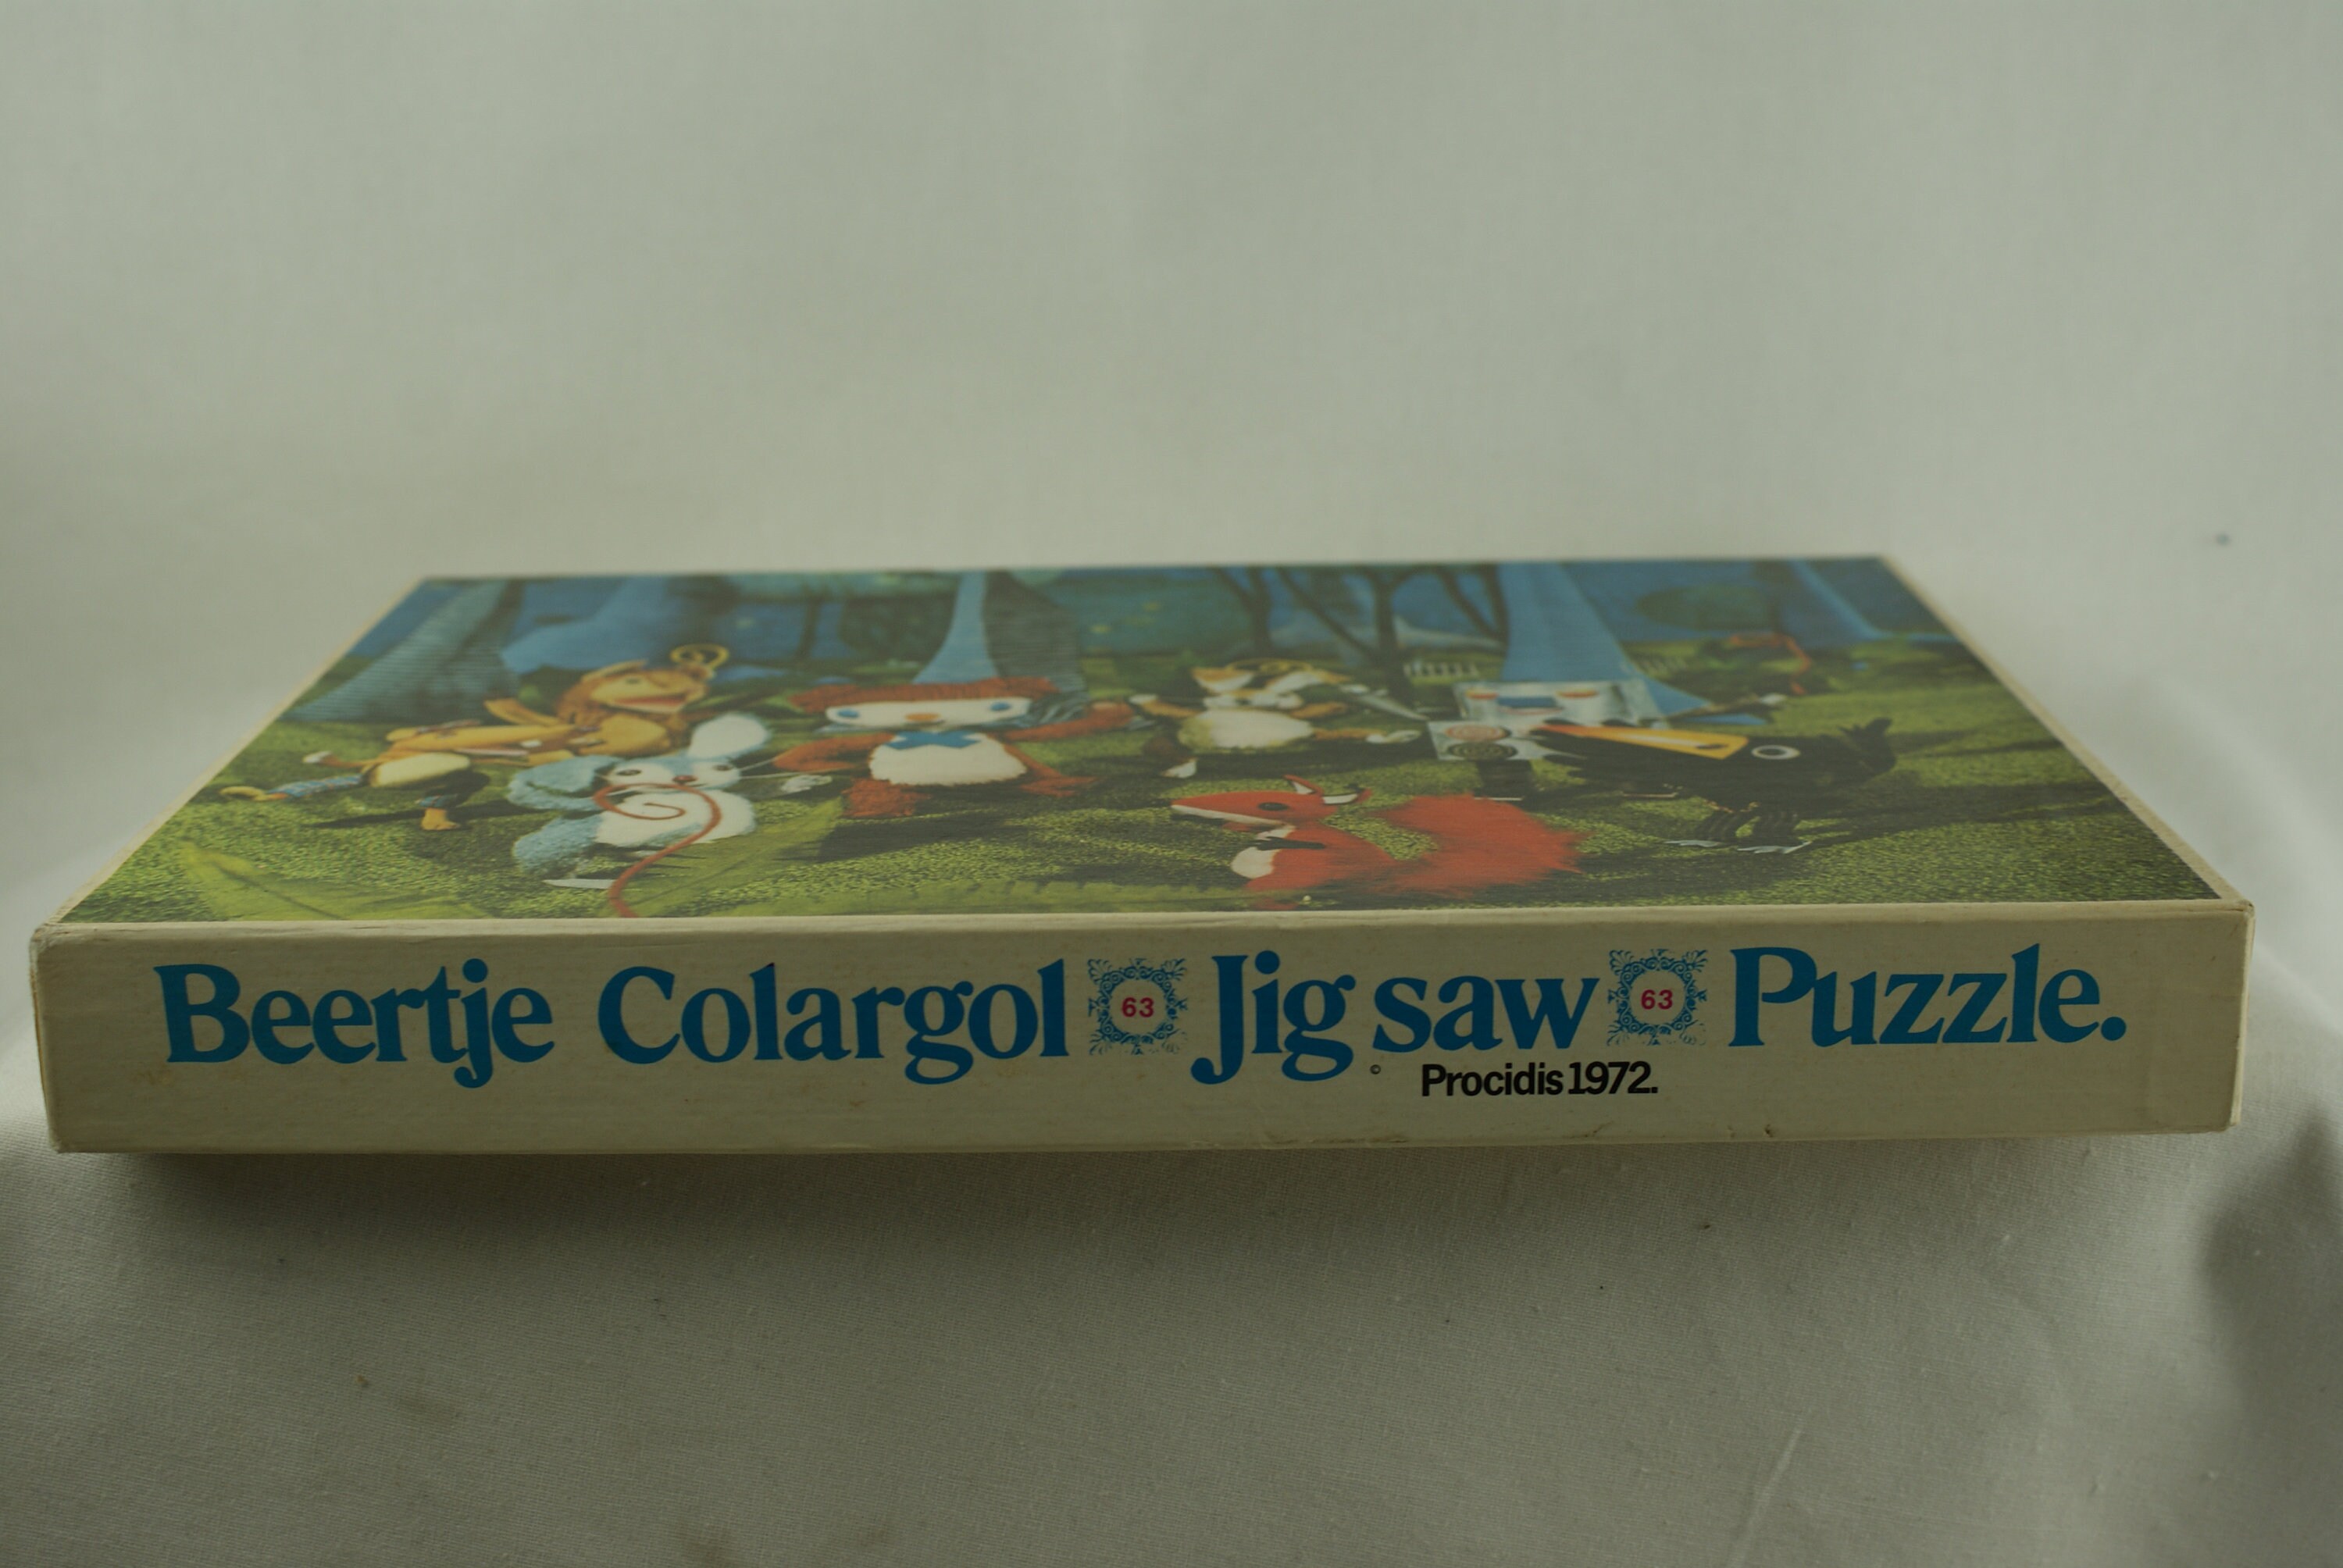 Beertje Colargol 63 Jig saw 63 Puzzle.
© Procidis 1972.